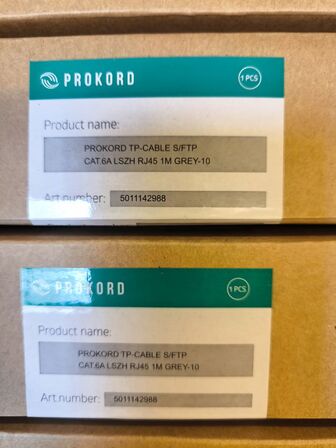 PROKORD
1 PCS
Product name:
PROKORD TP-CABLE S/FTP
CAT.6A LSZH RJ45 1M GREY-10
Art.number: 5011142988
PROKORD
1 PCS
Product name:
PROKORD TP-CABLE S/FTP
CAT.6A LSZH RJ45 1M GREY-10
Art.number: 5011142988